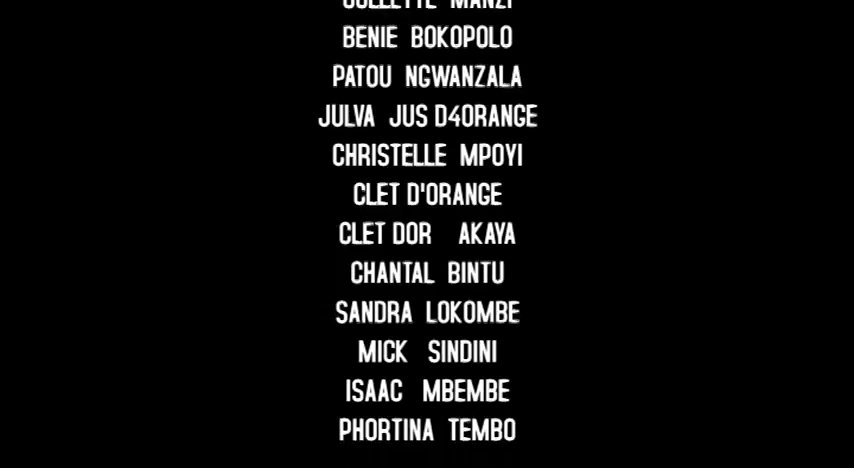 MANZI
BENIE BOKOPOLO
PATOU NGWANZALA
JULVA JUS D4ORANGE
CHRISTELLE MPOYI
CLET D'ORANGE
CLET DOR AKAYA
CHANTAL BINTU
SANDRA LOKOMBE
MICK SINDINI
ISAAC MBEMBE
PHORTINA TEMBO